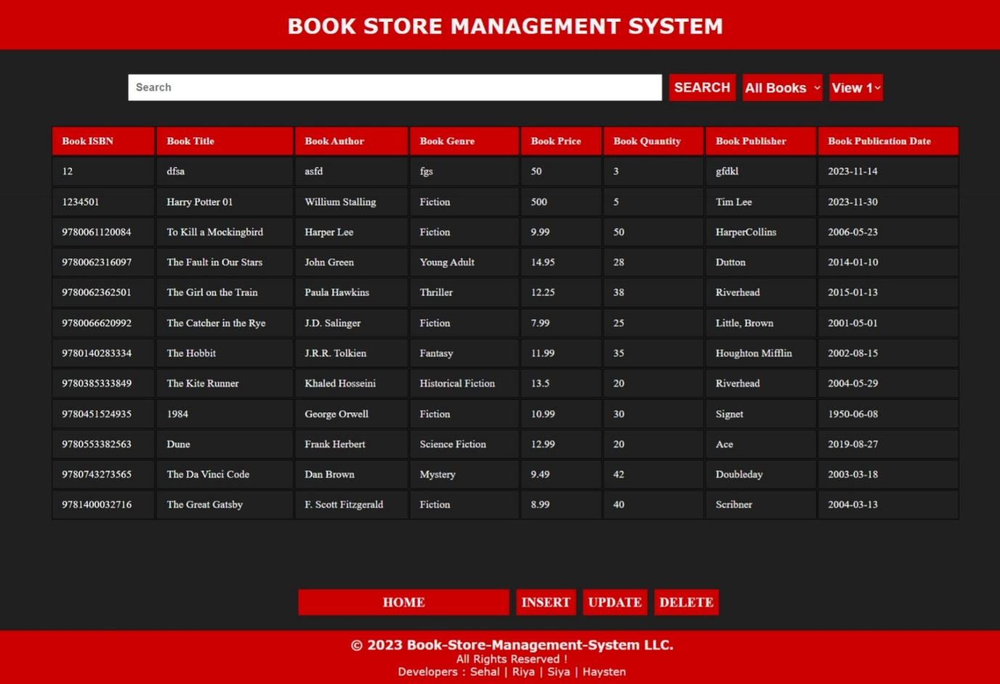 BOOK STORE MANAGEMENT SYSTEM
Search SEARCH All Books View 1
Book ISBN Book Title Book Author Book Genre Book Price Book Quantity Book Publisher Book Publication Date
12 dfsa asfd fgs 50 3 gfdkl 2023-11-14
1234501 Harry Potter 01 Willium Stalling Fiction 500 5 Tim Lee 2023-11-30
9780061120084 To Kill a Mockingbird Harper Lee Fiction 9.99 50 HarperCollins 2006-05-23
9780062316097 The Fault in Our Stars John Green Young Adult 14.95 28 Dutton 2014-01-10
9780062362501 The Girl on the Train Paula Hawkins Thriller 12.25 38 Riverhead 2015-01-13
9780066620992 The Catcher in the Rye J.D. Salinger Fiction 7.99 25 Little, Brown 2001-05-01
9780140283334 The Hobbit J.R.R. Tolkien Fantasy 11.99 35 Houghton Mifflin 2002-08-15
9780385333849 The Kite Runner Khaled Hosseini Historical Fiction 13.5 20 Riverhead 2004-05-29
9780451524935 1984 George Orwell Fiction 10.99 30 Signet 1950-06-08
9780553382563 Dune Frank Herbert Science Fiction 12.99 20 Ace 2019-08-27
9780743273565 The Da Vinci Code Dan Brown Mystery 9.49 42 Doubleday 2003-03-18
9781400032716 The Great Gatsby F. Scott Fitzgerald Fiction 8.99 40 Scribner 2004-03-13
HOME INSERT UPDATE DELETE
© 2023 Book-Store-Management-System LLC.
All Rights Reserved !
Developers : Sehal | Riya | Siya | Haysten